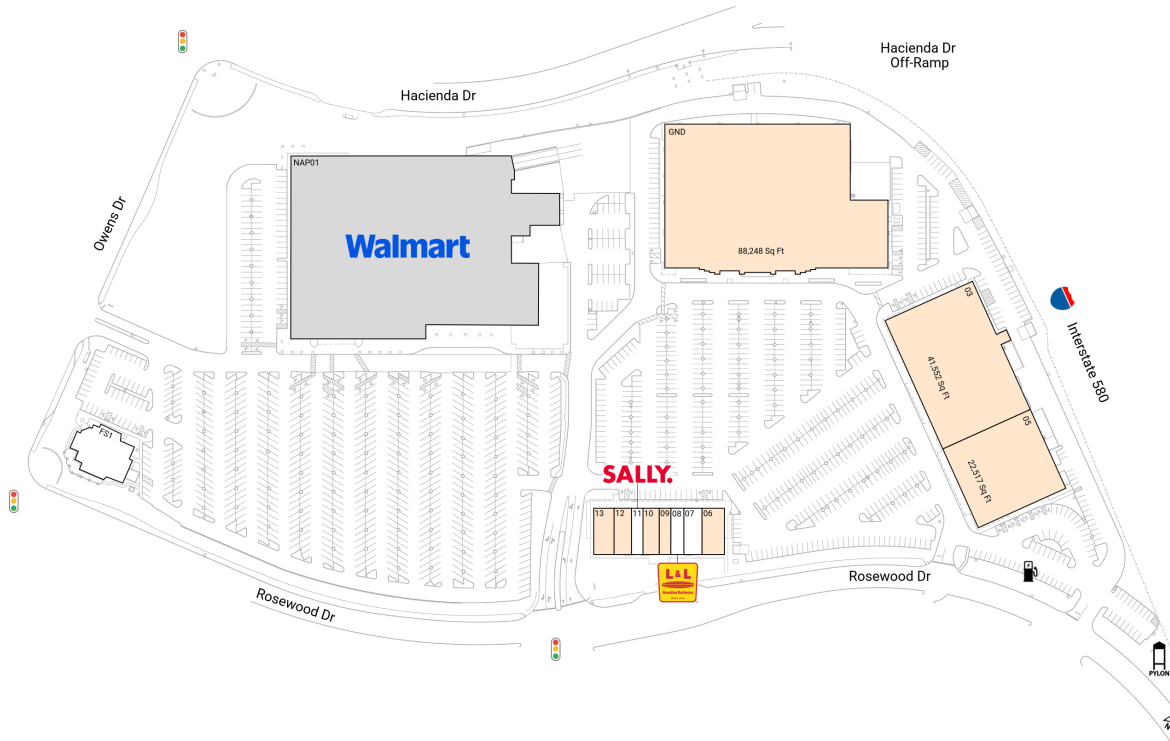 Hacienda Dr
Off-Ramp
Hacienda Dr
GND
NAP01
Owens Dr
Walmart
88,248 Sq Ft
03
Interstate 580
41,552 Sq Ft
05
FS1
22,517 Sq Ft
SALLY.
13
12
11
10
09
08
07
06
L & L
Hawaiian Barbecue
Rosewood Dr
Rosewood Dr
PYLON
N